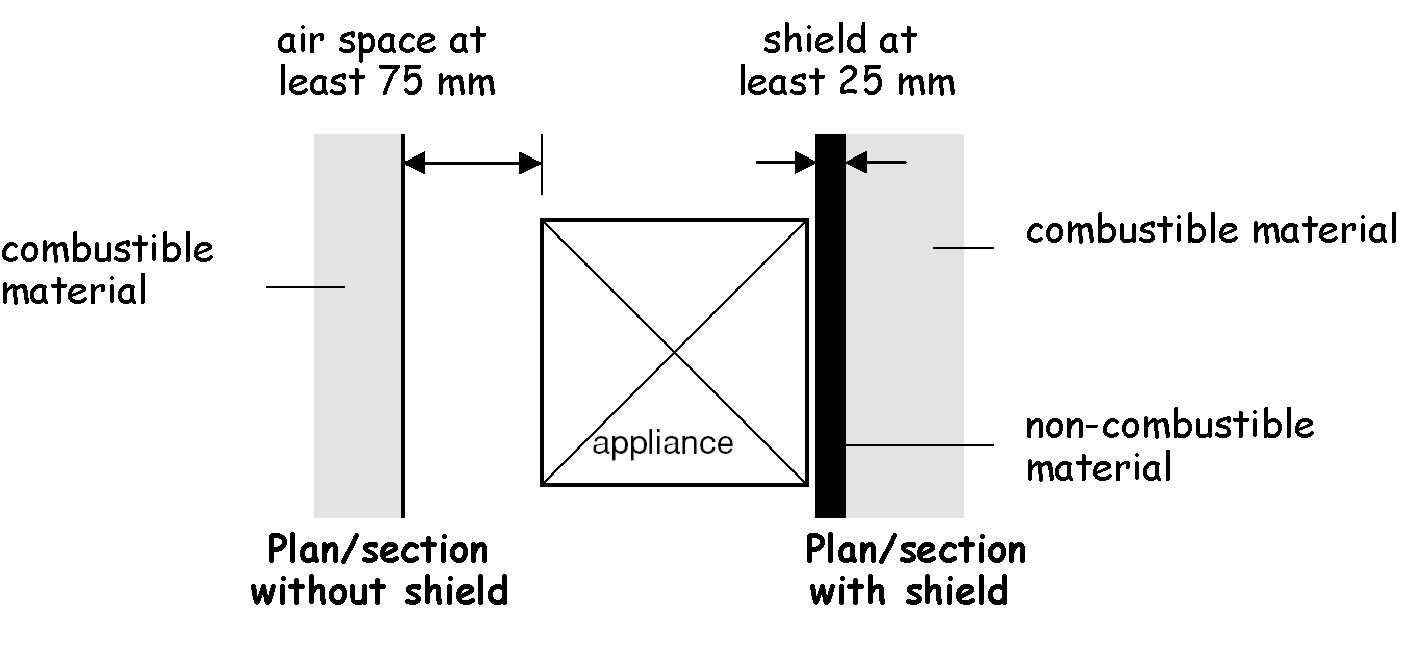 air space at
least 75 mm
shield at
least 25 mm
combustible
material
combustible material
appliance
non-combustible
material
Plan/section
without shield
Plan/section
with shield